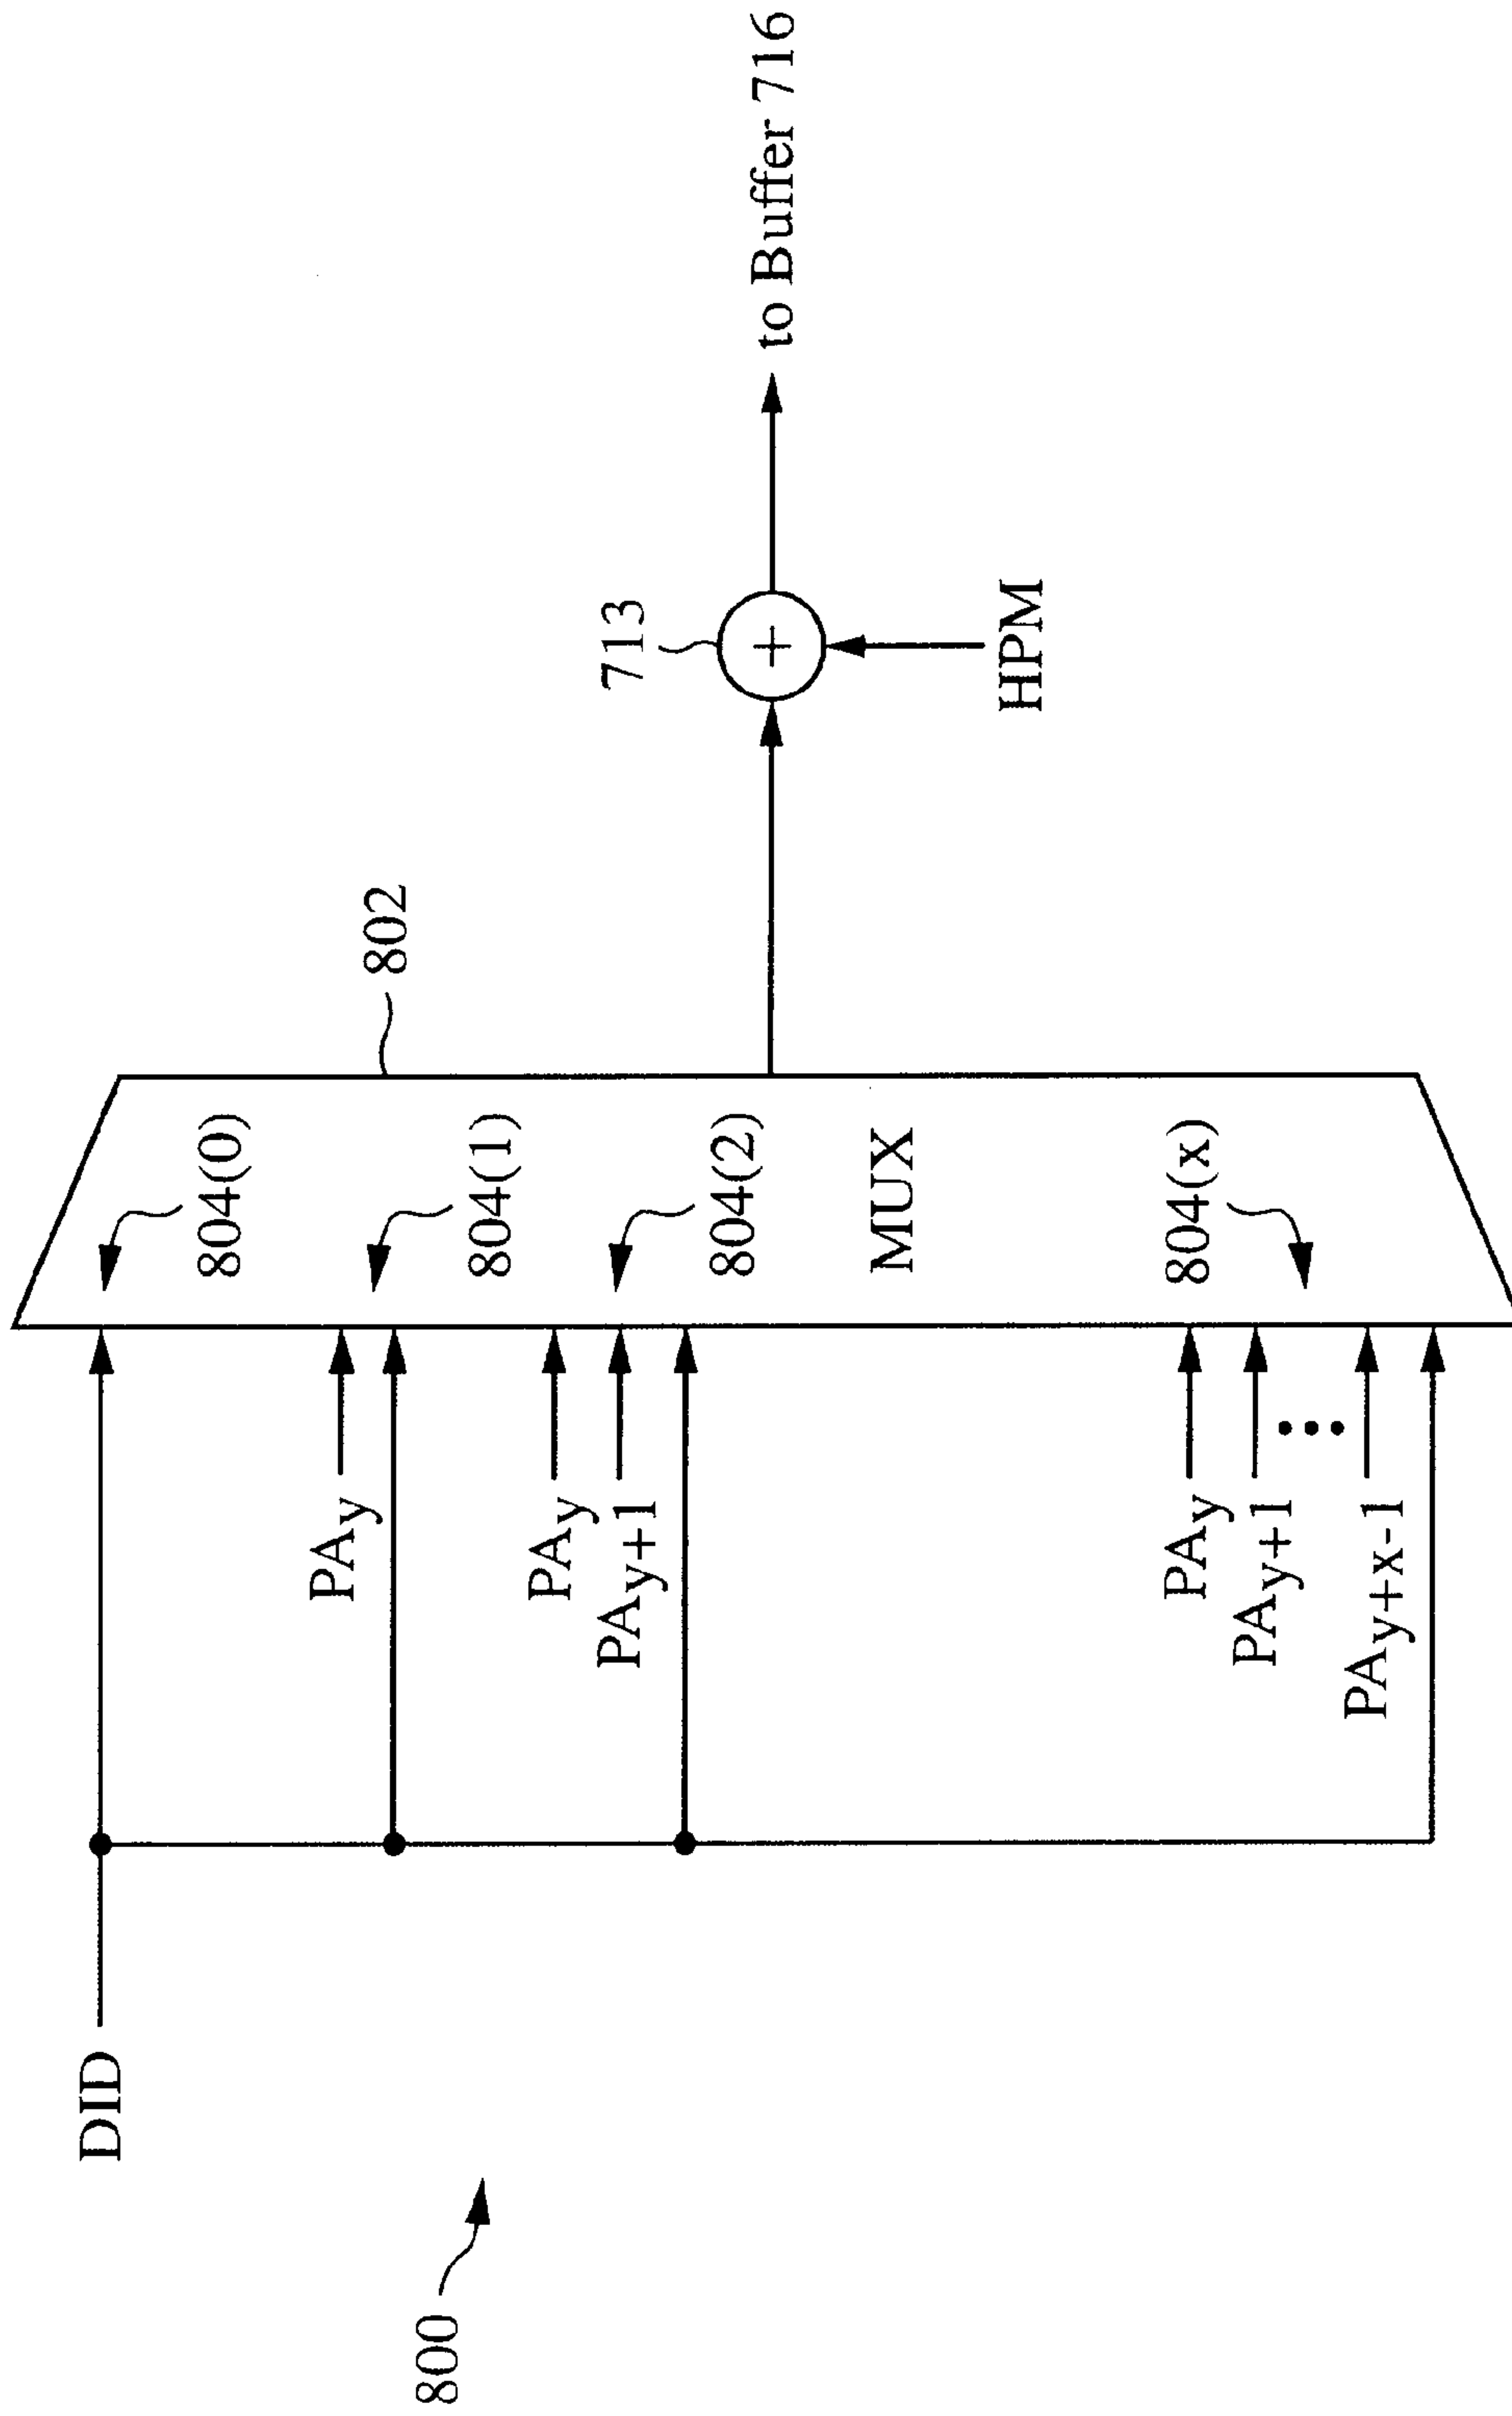 800
DID
PAy
PAy
PAy+1
PAy
PAy+1
PAy+x-1
804(0)
804(1)
804(2)
MUX
804(x)
802
713
+
HPM
to Buffer 716